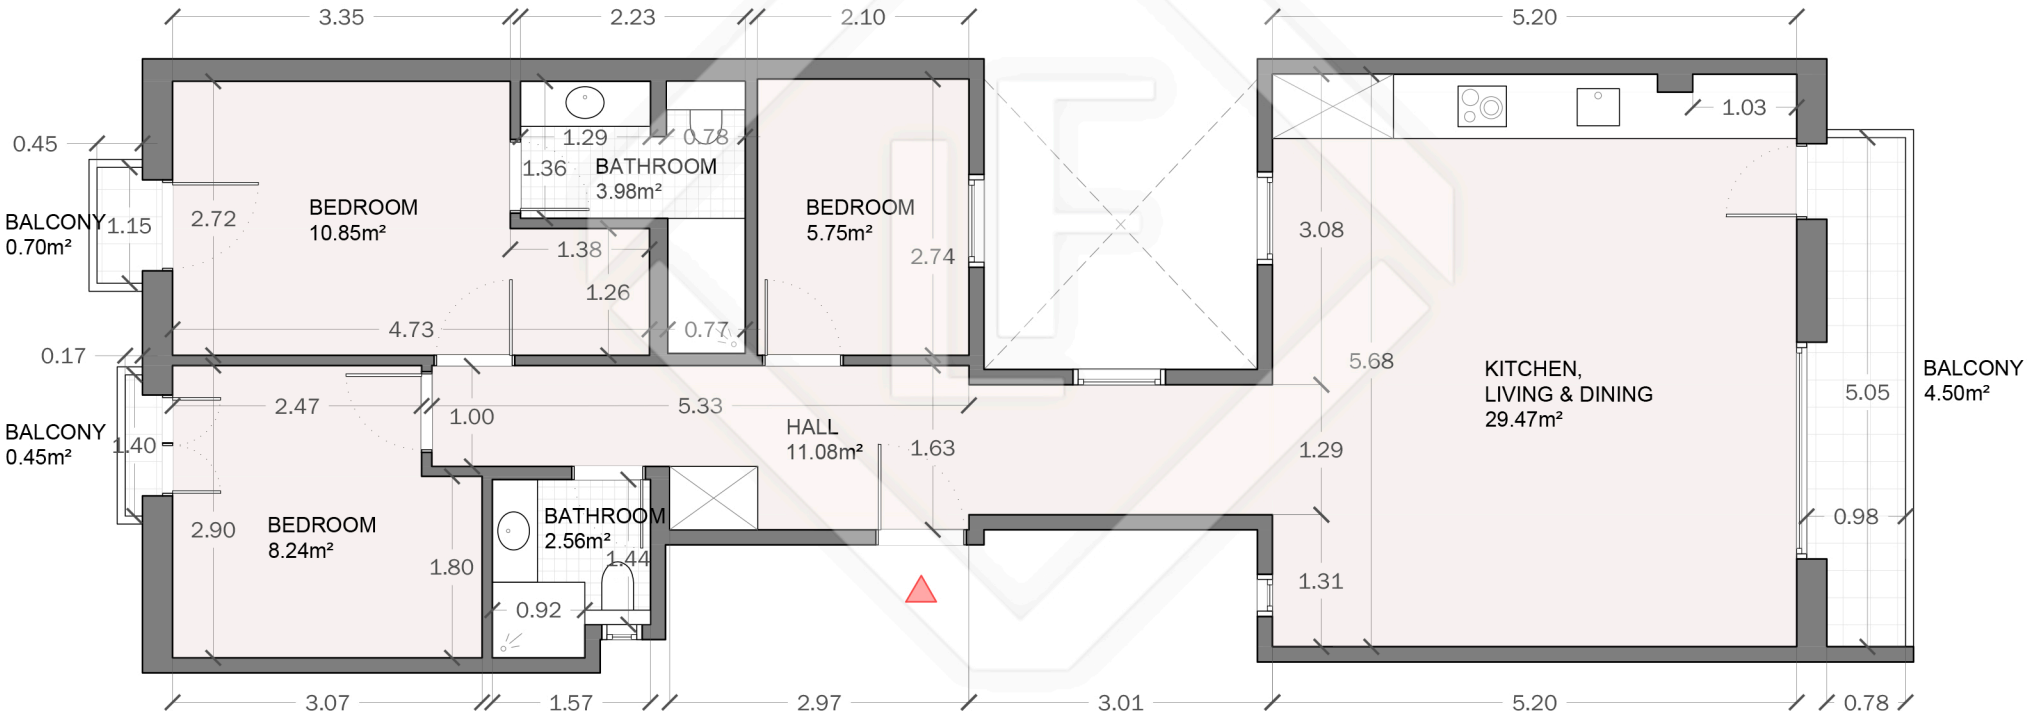 3.35
2.23
2.10
5.20
0.45
1.29
0.78
1.03
1.36
BATHROOM
3.98m²
BALCONY
0.70m²
1.15
2.72
BEDROOM
10.85m²
BEDROOM
5.75m²
1.38
2.74
3.08
1.26
4.73
0.77
0.17
5.68
KITCHEN,
LIVING & DINING
29.47m²
BALCONY
4.50m²
5.05
2.47
1.00
5.33
HALL
11.08m²
1.63
1.29
BALCONY
0.45m²
1.40
BEDROOM
8.24m²
2.90
1.80
BATHROOM
2.56m²
1.44
0.92
0.98
1.31
3.07
1.57
2.97
3.01
5.20
0.78